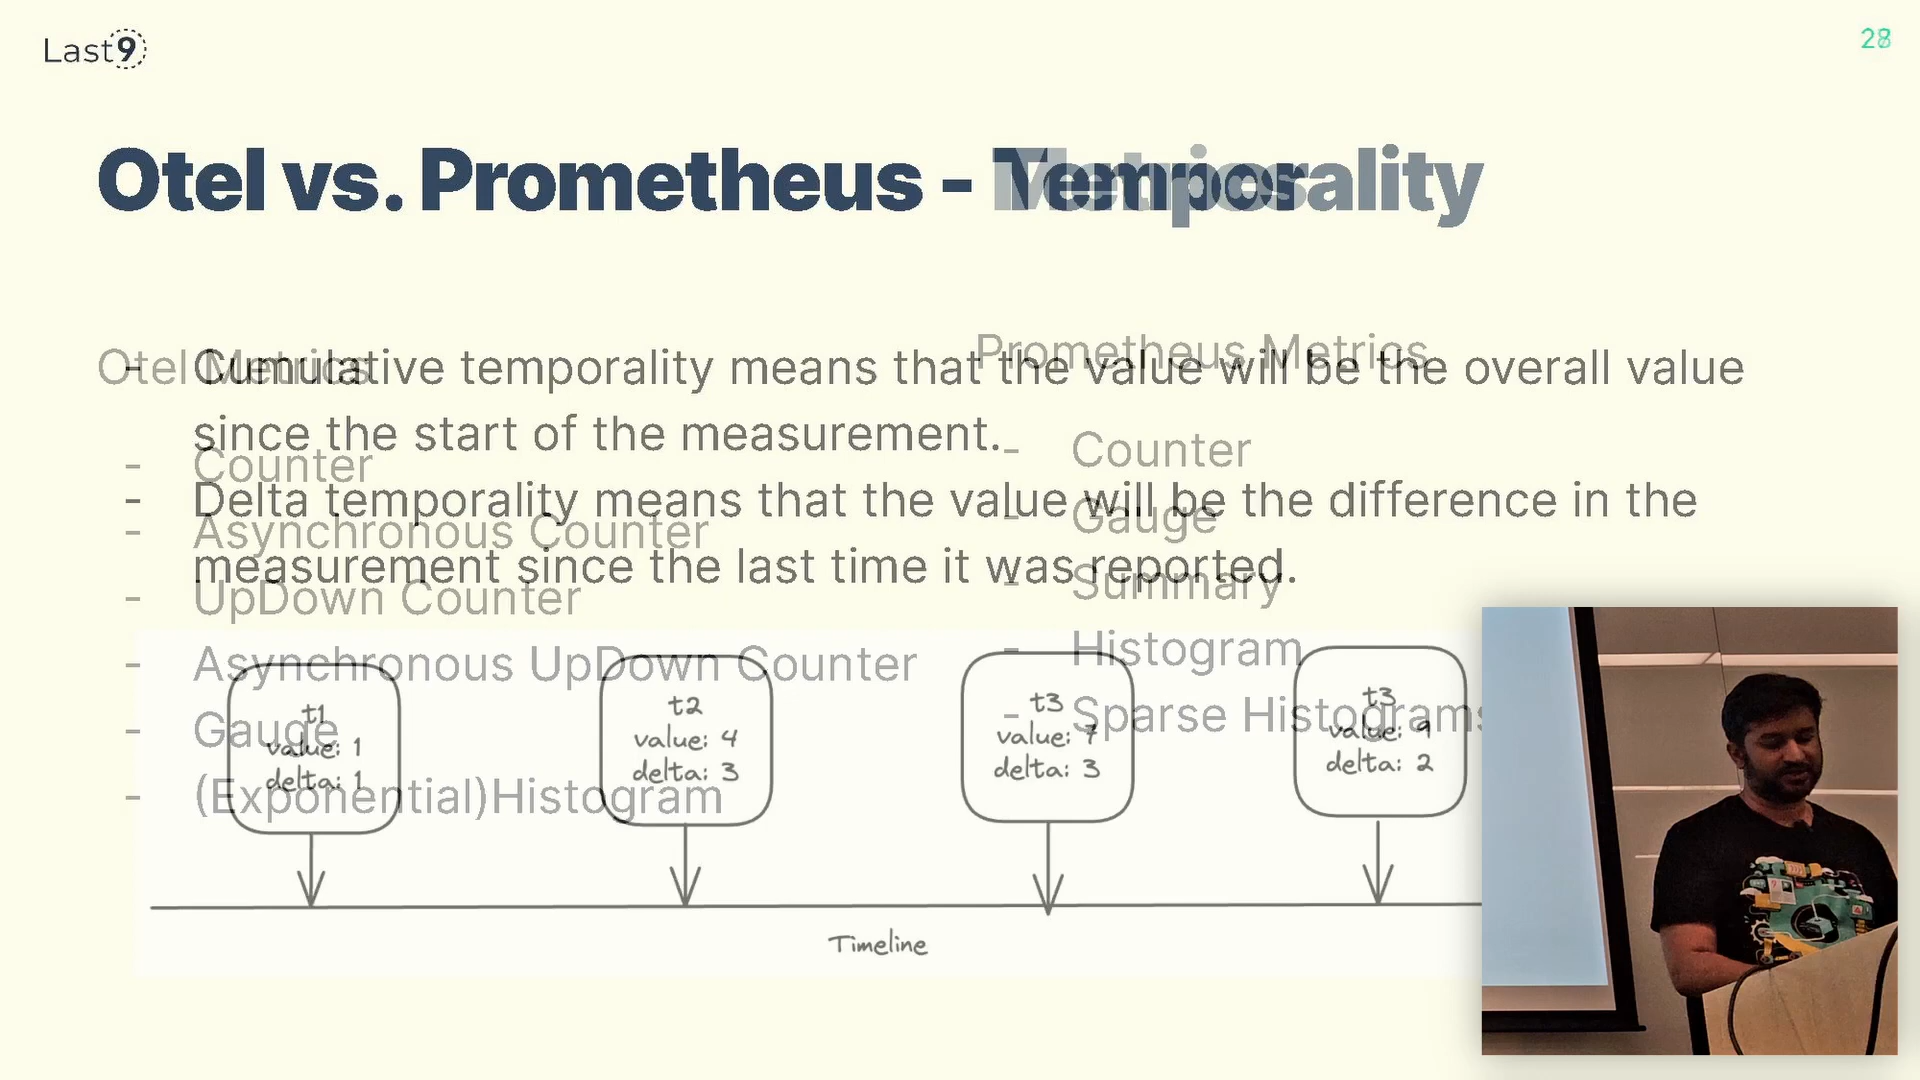 Last9
28
Otel vs. Prometheus - Temporality
Metrics
Otel Metrics
Prometheus Metrics
- Cumulative temporality means that the value will be the overall value
since the start of the measurement.
- Delta temporality means that the value will be the difference in the
measurement since the last time it was reported.
- Counter
- Asynchronous Counter
- UpDown Counter
- Asynchronous UpDown Counter
- Gauge
- (Exponential)Histogram
- Counter
- Gauge
- Summary
- Histogram
- Sparse Histograms
t1
value: 1
delta: 1
t2
value: 4
delta: 3
t3
value: 7
delta: 3
t3
value: 9
delta: 2
Timeline